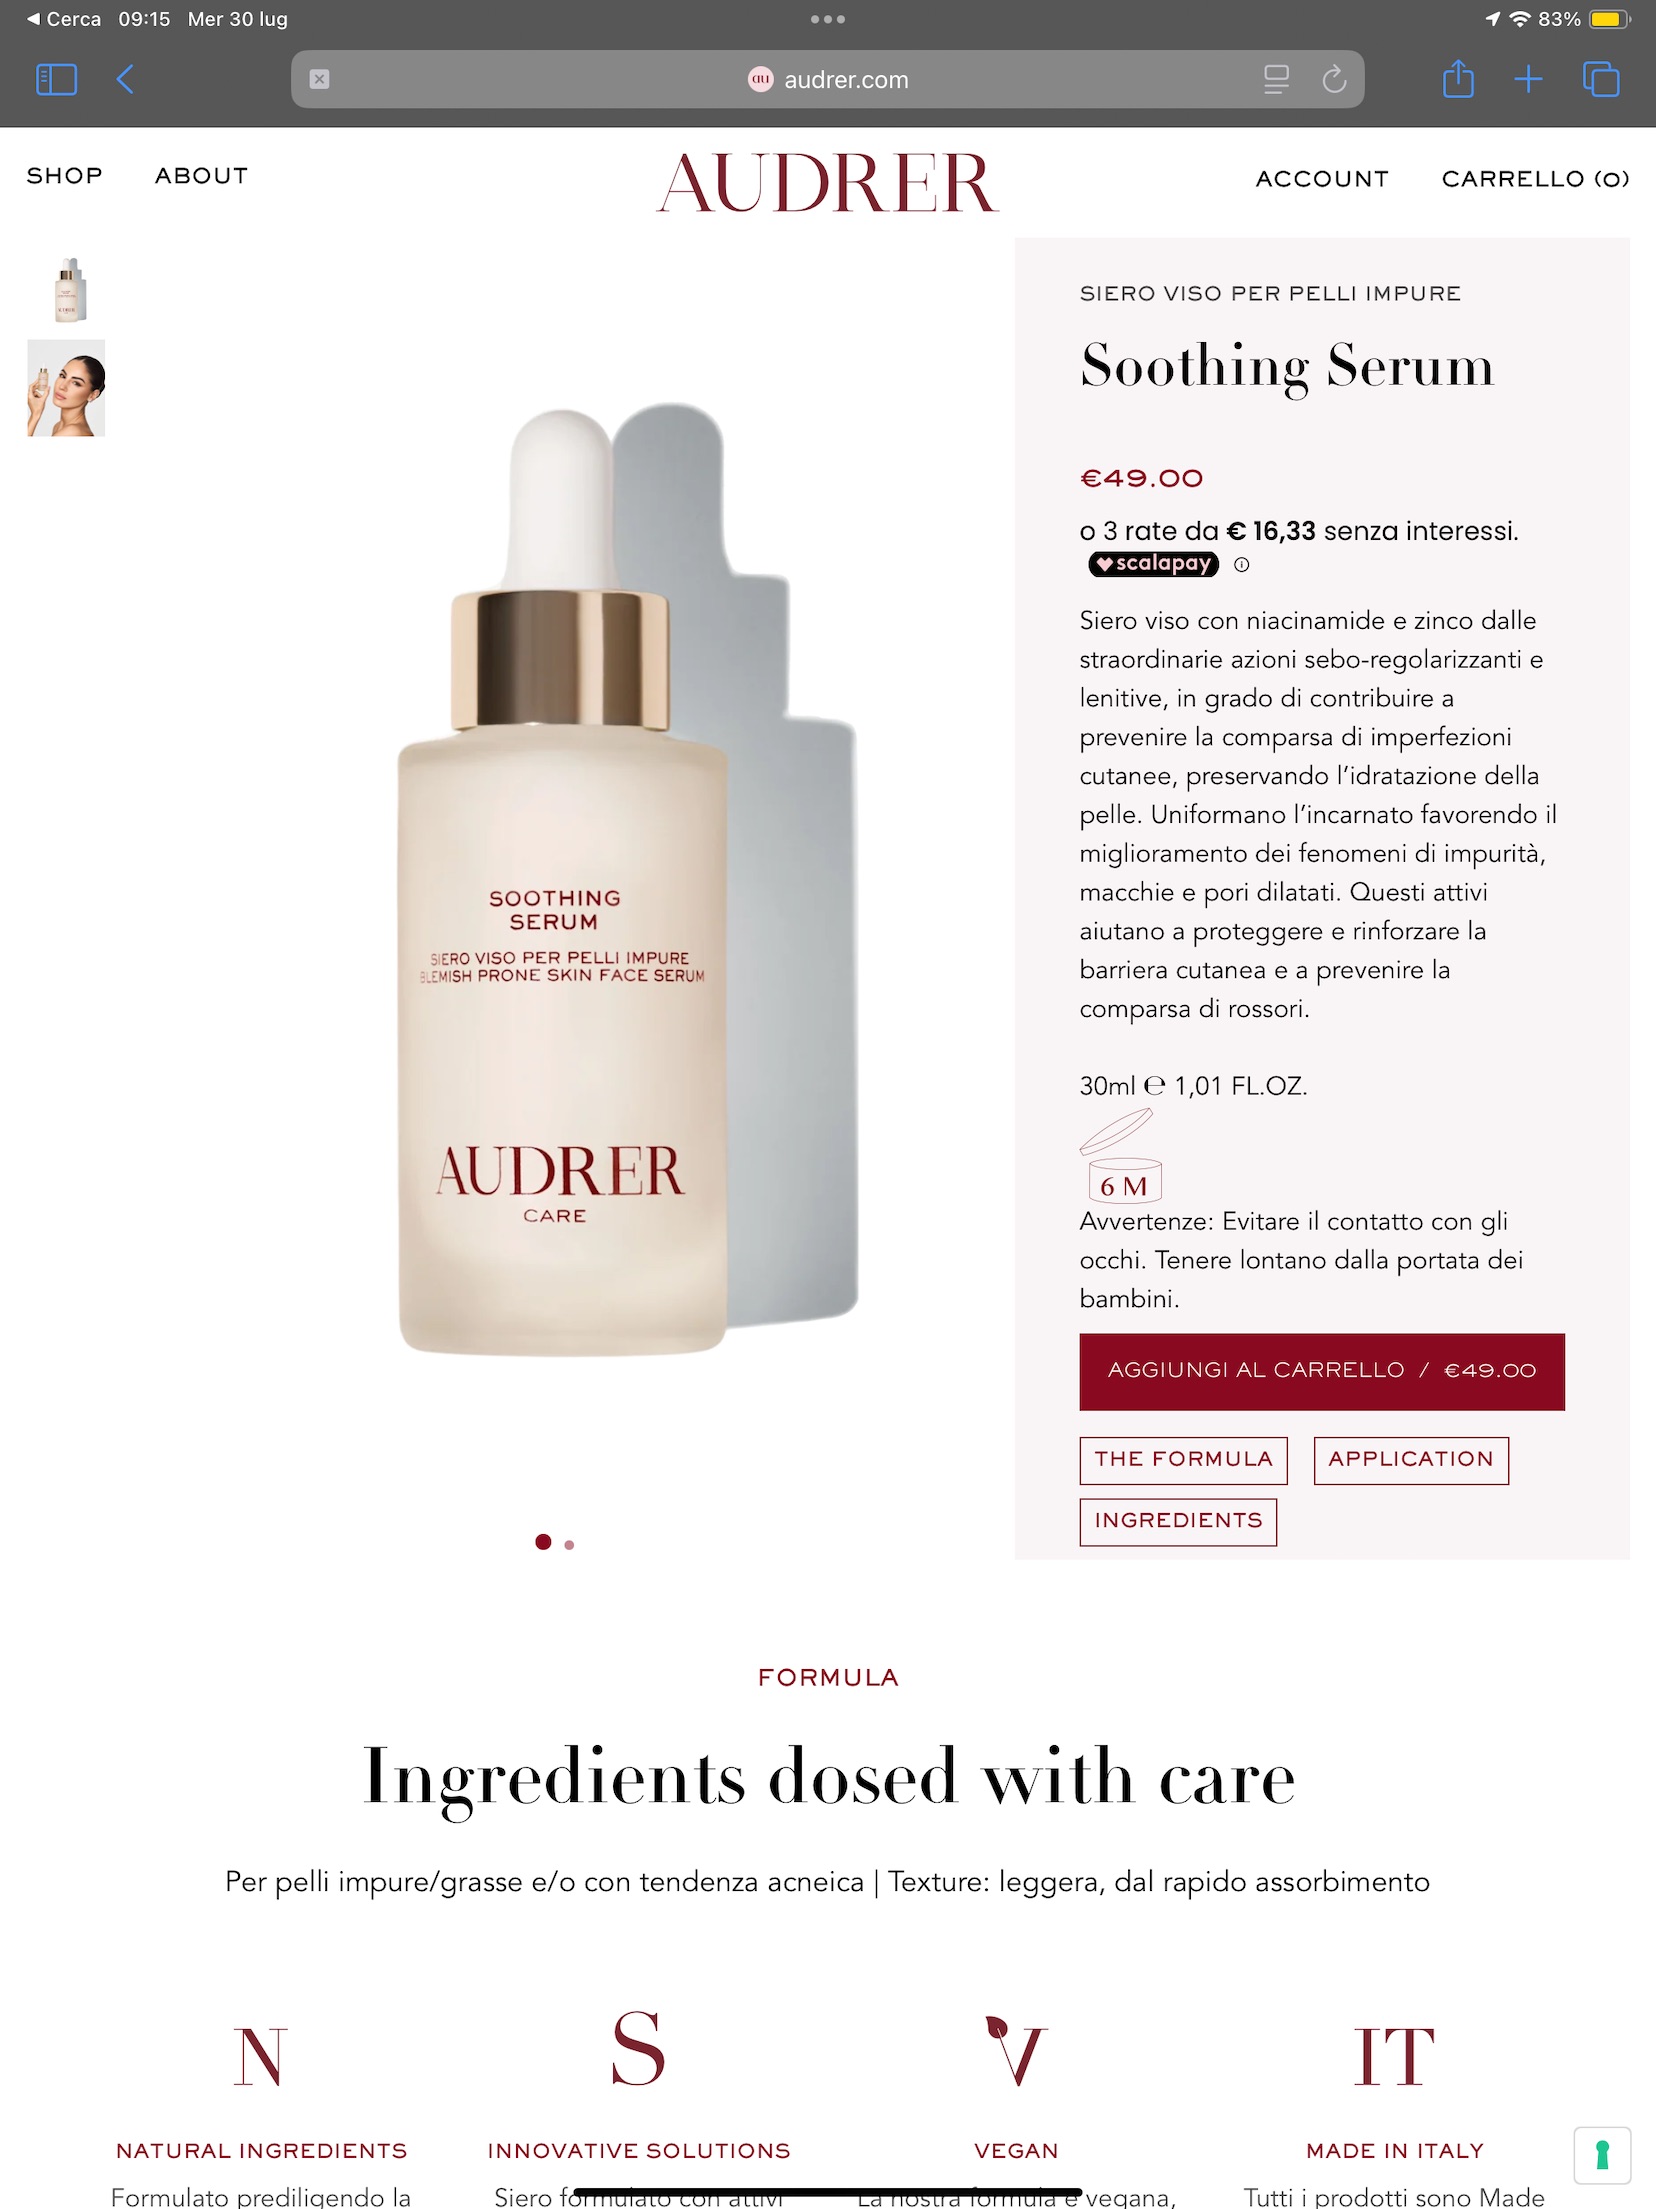 Cerca 09:15 Mer 30 lug
83%
au audrer.com
SHOP ABOUT
AUDRER
ACCOUNT CARRELLO (0)
SOOTHING
SERUM
SIERO VISO PER PELLI IMPURE
BLEMISH PRONE SKIN FACE SERUM
AUDRER
CARE
SIERO VISO PER PELLI IMPURE
Soothing Serum
€49.00
o 3 rate da € 16,33 senza interessi.
scalapay
Siero viso con niacinamide e zinco dalle
straordinarie azioni sebo-regolarizzanti e
lenitive, in grado di contribuire a
prevenire la comparsa di imperfezioni
cutanee, preservando l’idratazione della
pelle. Uniformano l’incarnato favorendo il
miglioramento dei fenomeni di impurità,
macchie e pori dilatati. Questi attivi
aiutano a proteggere e rinforzare la
barriera cutanea e a prevenire la
comparsa di rossori.
30ml ℮ 1,01 FL.OZ.
6 M
Avvertenze: Evitare il contatto con gli
occhi. Tenere lontano dalla portata dei
bambini.
AGGIUNGI AL CARRELLO / €49.00
THE FORMULA APPLICATION
INGREDIENTS
FORMULA
Ingredients dosed with care
Per pelli impure/grasse e/o con tendenza acneica | Texture: leggera, dal rapido assorbimento
N S V IT
NATURAL INGREDIENTS INNOVATIVE SOLUTIONS VEGAN MADE IN ITALY
Formulato prediligendo la Siero formulato con attivi La nostra formula è vegana, Tutti i prodotti sono Made